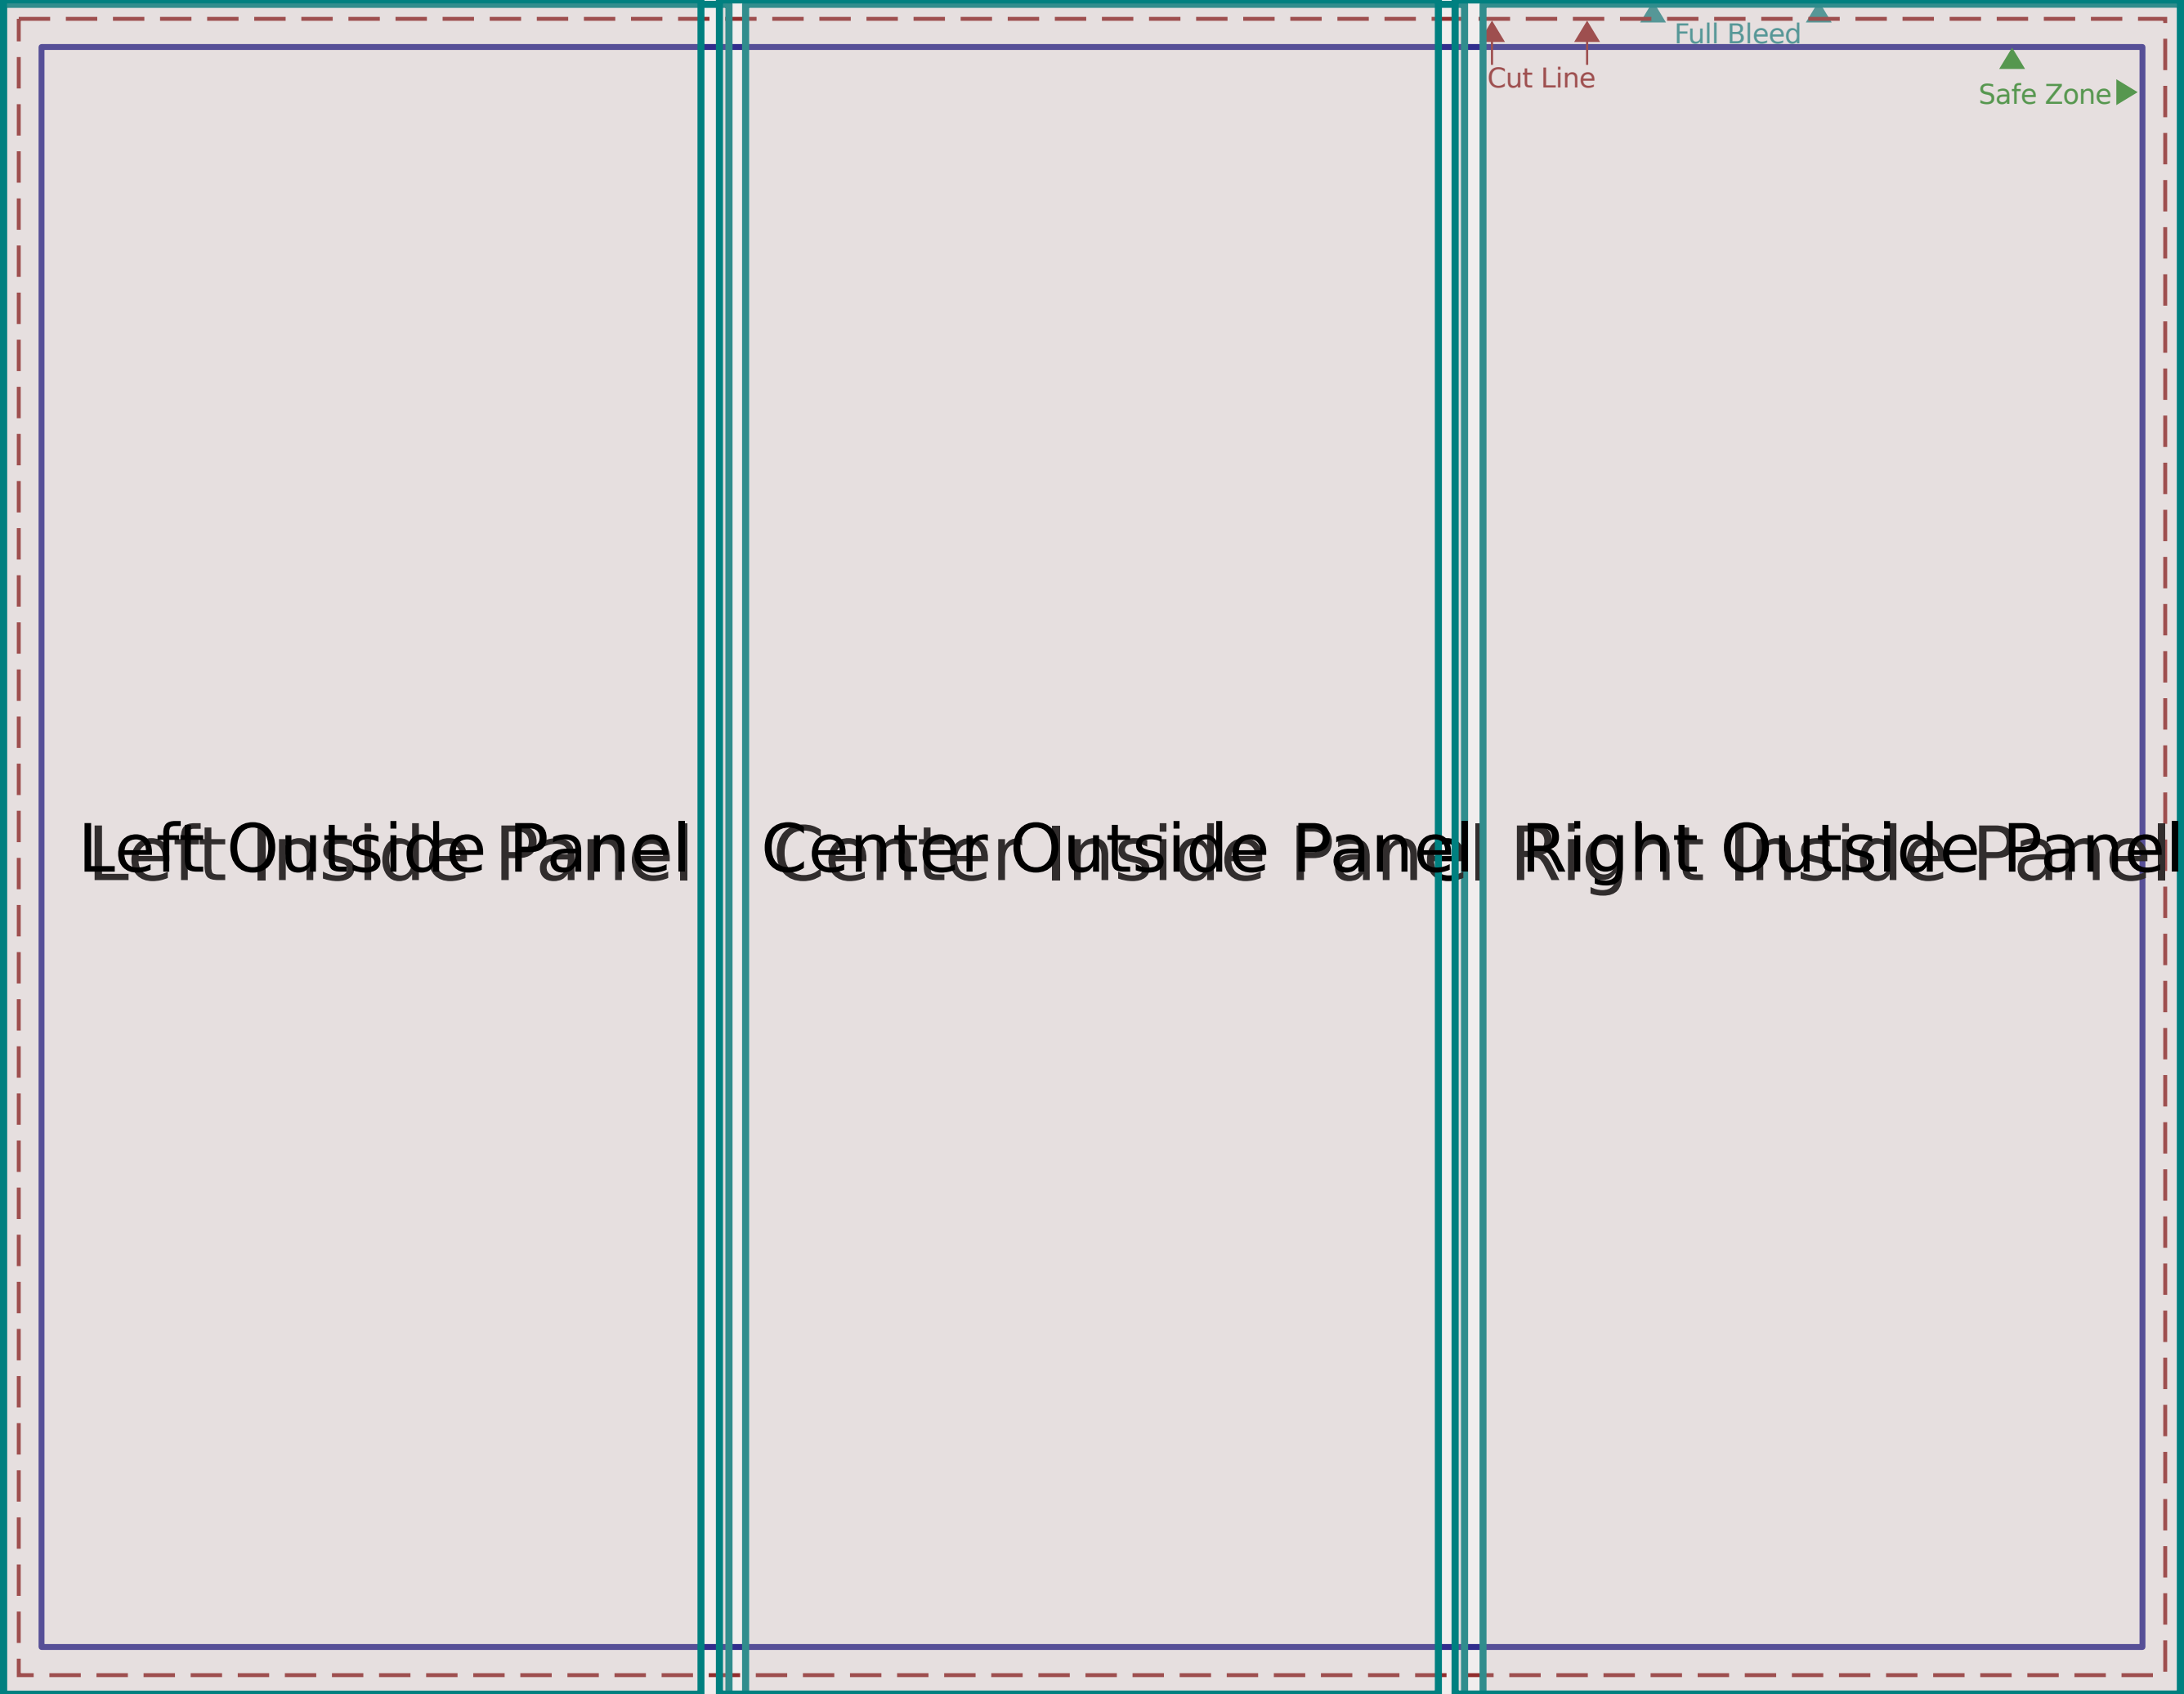 Full Bleed
Cut Line
Safe Zone
Left Outside Panel
Left Inside Panel
Center Outside Panel
Center Inside Panel
Right Outside Panel
Right Inside Panel